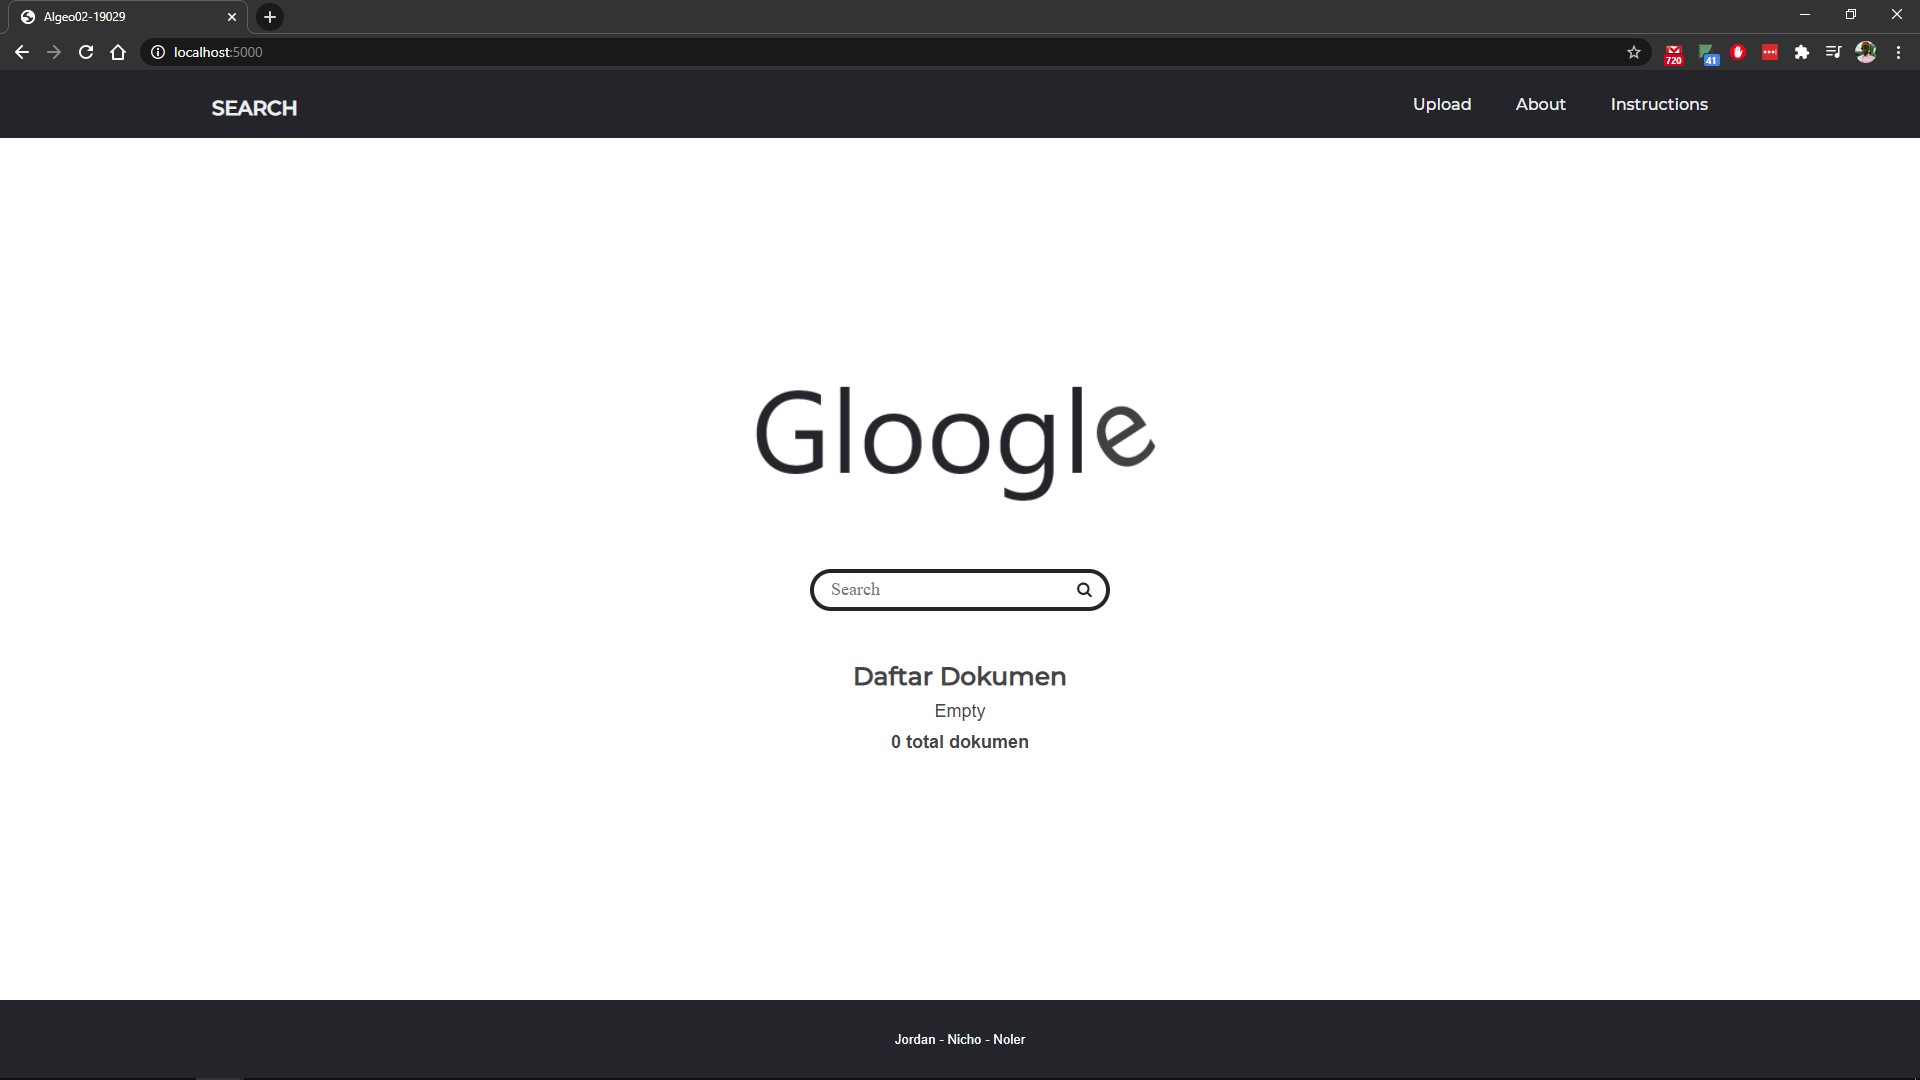 Algeo02-19029
localhost:5000
720
41
SEARCH
Upload About Instructions
Gloogle
Search
Daftar Dokumen
Empty
0 total dokumen
Jordan - Nicho - Noler